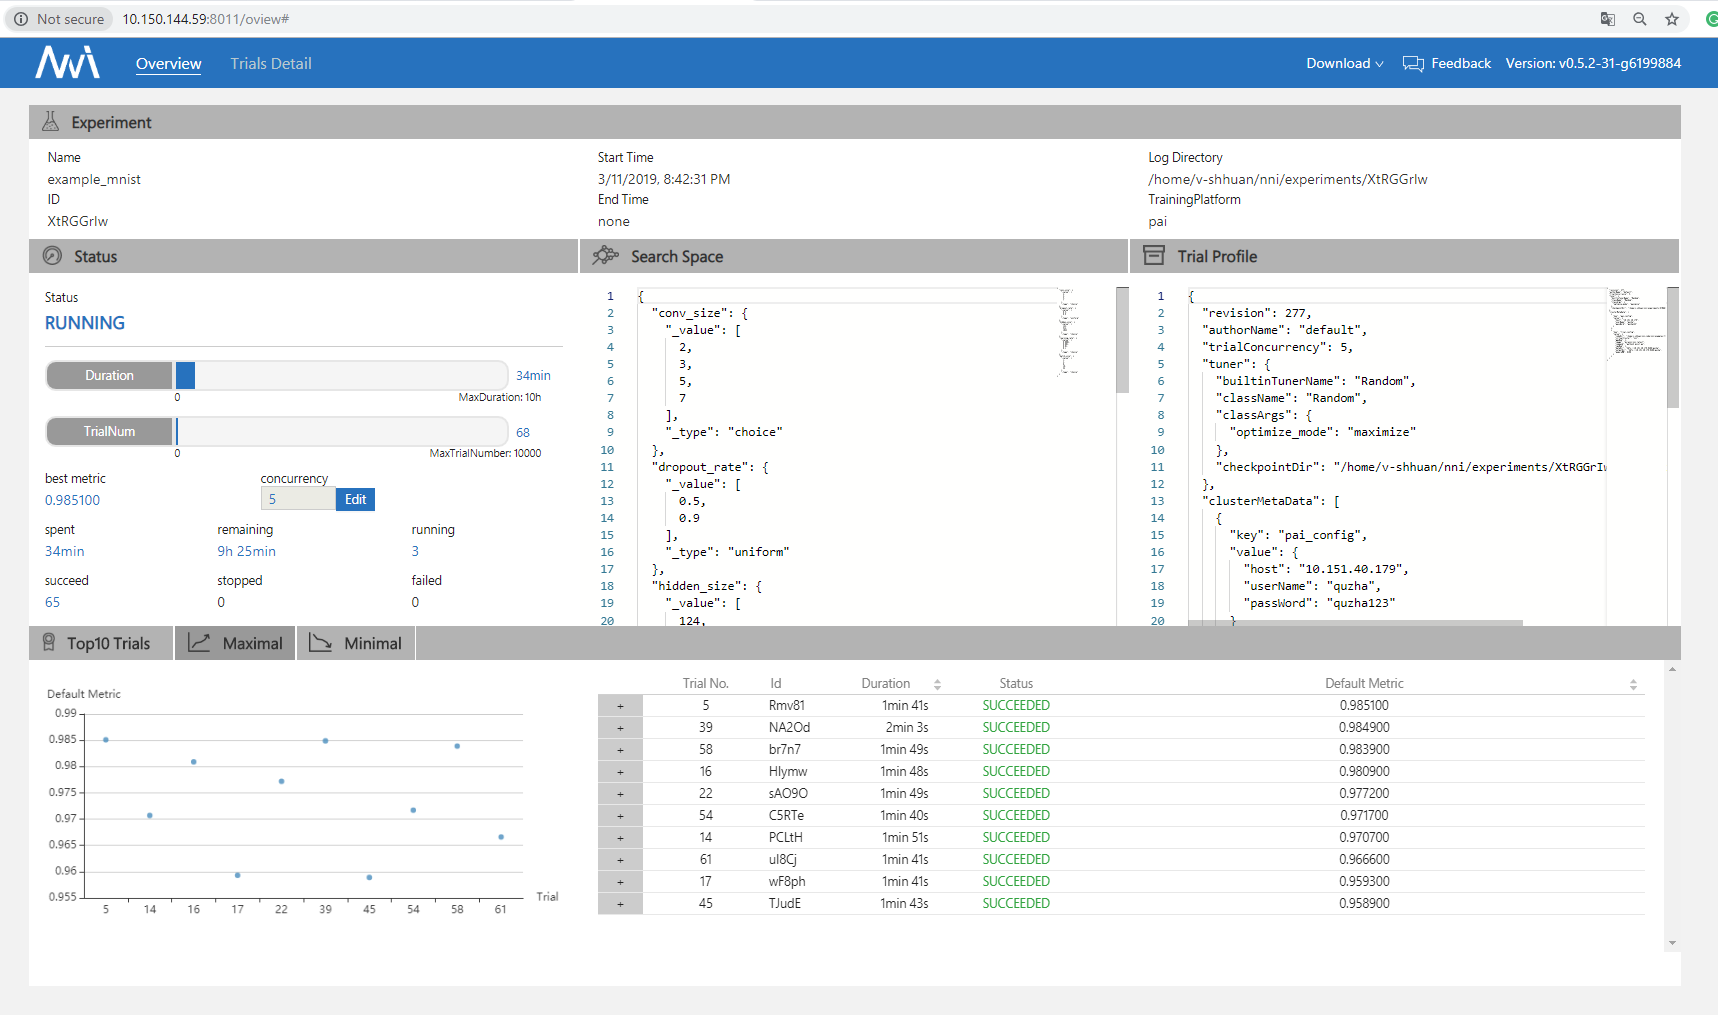 Not secure 10.150.144.59:8011/oview#
Overview Trials Detail Download Feedback Version: v0.5.2-31-g6199884
Experiment
Name
example_mnist
ID
XtRGGrIw
Start Time
3/11/2019, 8:42:31 PM
End Time
none
Log Directory
/home/v-shhuan/nni/experiments/XtRGGrIw
TrainingPlatform
pai
Status
Status
RUNNING
Duration 34min
0 MaxDuration: 10h
TrialNum 68
0 MaxTrialNumber: 10000
best metric concurrency
0.985100 5 Edit
spent remaining running
34min 9h 25min 3
succeed stopped failed
65 0 0
Search Space
1 {
2 "conv_size": {
3 "_value": [
4 2,
5 3,
6 5,
7 7
8 ],
9 "_type": "choice"
10 },
11 "dropout_rate": {
12 "_value": [
13 0.5,
14 0.9
15 ],
16 "_type": "uniform"
17 },
18 "hidden_size": {
19 "_value": [
20 124,
Trial Profile
1 {
2 "revision": 277,
3 "authorName": "default",
4 "trialConcurrency": 5,
5 "tuner": {
6 "builtinTunerName": "Random",
7 "className": "Random",
8 "classArgs": {
9 "optimize_mode": "maximize"
10 },
11 "checkpointDir": "/home/v-shhuan/nni/experiments/XtRGGrIw
12 },
13 "clusterMetaData": [
14 {
15 "key": "pai_config",
16 "value": {
17 "host": "10.151.40.179",
18 "userName": "quzha",
19 "passWord": "quzha123"
20 }
Top10 Trials Maximal Minimal
Default Metric
0.99
0.985
0.98
0.975
0.97
0.965
0.96
0.955
5 14 16 17 22 39 45 54 58 61
Trial
Trial No. Id Duration Status Default Metric
+ 5 Rmv81 1min 41s SUCCEEDED 0.985100
+ 39 NA2Od 2min 3s SUCCEEDED 0.984900
+ 58 br7n7 1min 49s SUCCEEDED 0.983900
+ 16 HIymw 1min 48s SUCCEEDED 0.980900
+ 22 sAO9O 1min 49s SUCCEEDED 0.977200
+ 54 C5RTe 1min 40s SUCCEEDED 0.971700
+ 14 PCLtH 1min 51s SUCCEEDED 0.970700
+ 61 uI8Cj 1min 41s SUCCEEDED 0.966600
+ 17 wF8ph 1min 41s SUCCEEDED 0.959300
+ 45 TJudE 1min 43s SUCCEEDED 0.958900